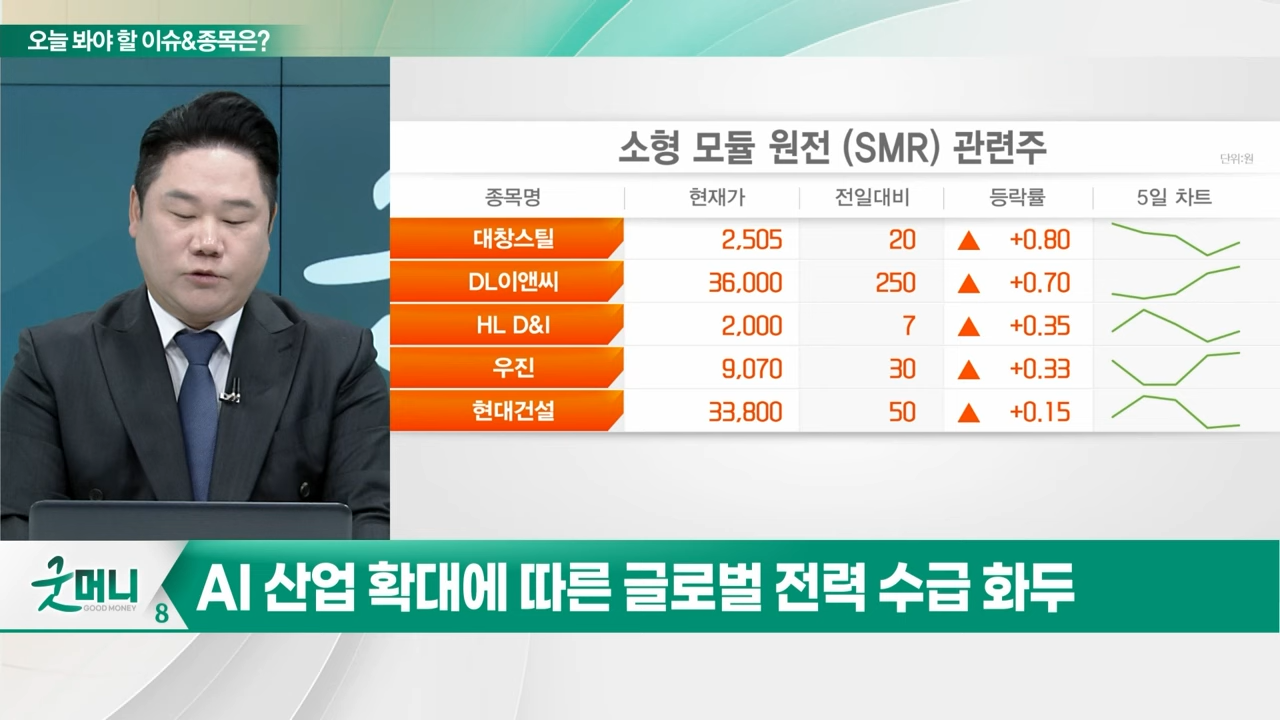 오늘 봐야 할 이슈&종목은?
소형 모듈 원전 (SMR) 관련주
단위:원
종목명 현재가 전일대비 등락률 5일 차트
대창스틸 2,505 20 ▲ +0.80
DL이앤씨 36,000 250 ▲ +0.70
HL D&I 2,000 7 ▲ +0.35
우진 9,070 30 ▲ +0.33
현대건설 33,800 50 ▲ +0.15
굿머니
GOOD MONEY
8
AI 산업 확대에 따른 글로벌 전력 수급 화두